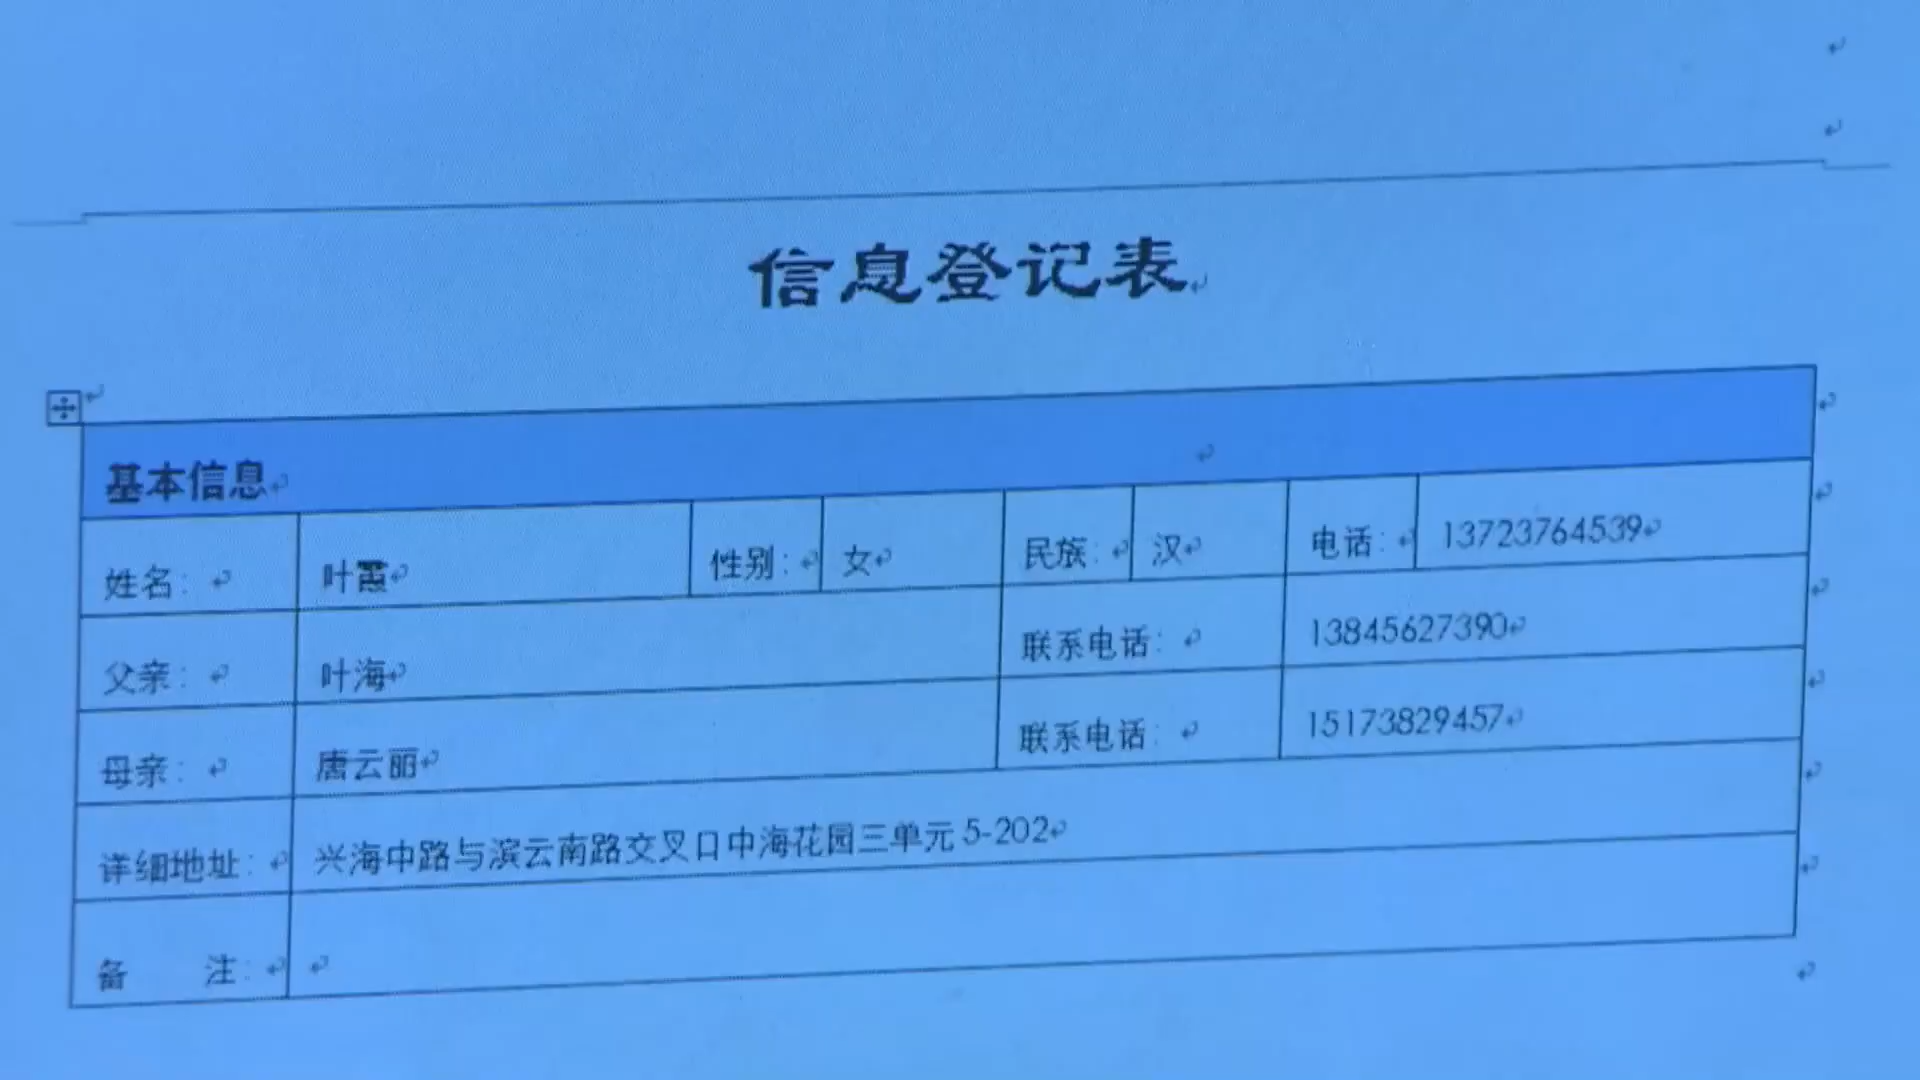 信息登记表
基本信息
姓名： 叶霞 性别： 女 民族： 汉 电话： 13723764539
父亲： 叶海 联系电话： 13845627390
母亲： 唐云丽 联系电话： 15173829457
详细地址： 兴海中路与滨云南路交叉口中海花园三单元 5-202
备 注：